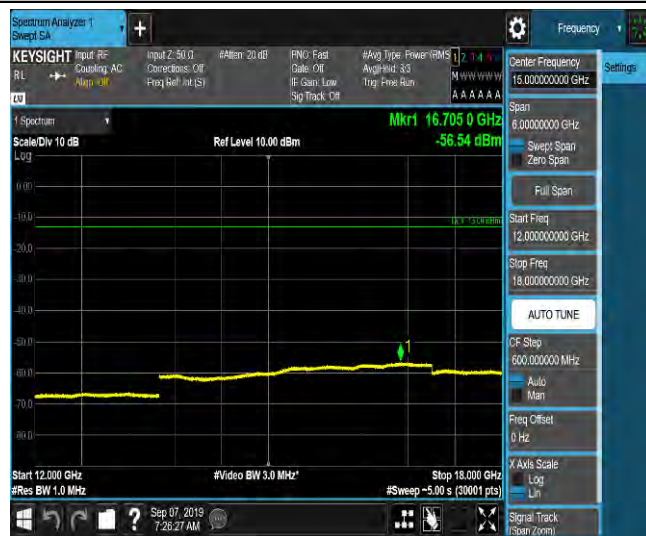 Spectrum Analyzer 1
Swept SA
+
Frequency
KEYSIGHT
RL
Input: RF
Coupling: AC
Align: Off
Input Z: 50 Ω
Corrections: Off
Freq Ref: Int (S)
#Atten: 20 dB
PNO: Fast
Gate: Off
IF Gain: Low
Sig Track: Off
#Avg Type: Power (RMS
Avg|Hold: 3/3
Trig: Free Run
M W W W W W
A A A A A A
1 Spectrum
Scale/Div 10 dB
Log
Ref Level 10.00 dBm
Mkr1 16.705 0 GHz
-56.54 dBm
0.00
-10.0
-20.0
-30.0
-40.0
-50.0
-60.0
-70.0
-80.0
1
Start 12.000 GHz
#Res BW 1.0 MHz
#Video BW 3.0 MHz*
Stop 18.000 GHz
#Sweep ~5.00 s (30001 pts)
Center Frequency
15.000000000 GHz
Settings
Span
6.00000000 GHz
Swept Span
Zero Span
Full Span
Start Freq
12.000000000 GHz
Stop Freq
18.000000000 GHz
AUTO TUNE
CF Step
600.000000 MHz
Auto
Man
Freq Offset
0 Hz
X Axis Scale
Log
Lin
Signal Track
(Span Zoom)
?
Sep 07, 2019
7:26:27 AM